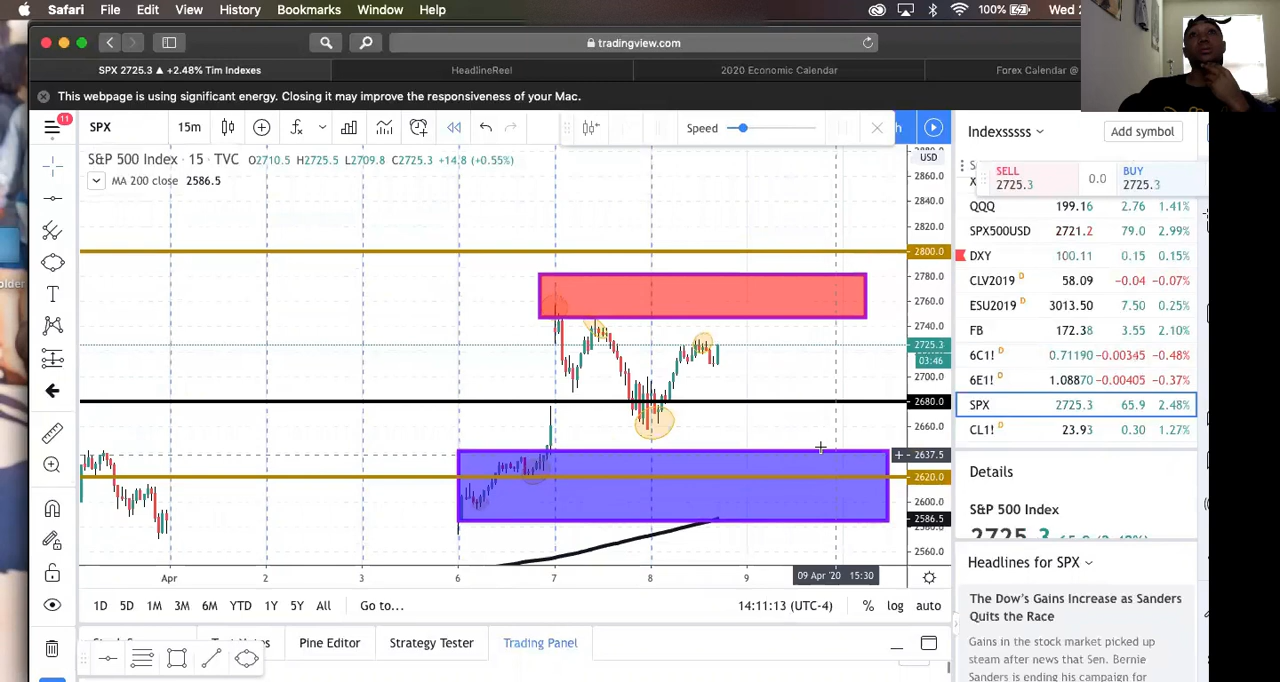 Safari File Edit View History Bookmarks Window Help 100% Wed 2
tradingview.com
SPX 2725.3 ▲ +2.48% Tim Indexes HeadlineReel 2020 Economic Calendar Forex Calendar @
This webpage is using significant energy. Closing it may improve the responsiveness of your Mac.
11
SPX 15m Speed h Indexsssss Add symbol
S&P 500 Index · 15 · TVC O2710.5 H2725.5 L2709.8 C2725.3 +14.8 (+0.55%) USD
MA 200 close 2586.5
SELL 2725.3 0.0 BUY 2725.3
QQQ 199.16 2.76 1.41%
SPX500USD 2721.2 79.0 2.99%
DXY 100.11 0.15 0.15%
CLV2019 D 58.09 −0.04 −0.07%
ESU2019 D 3013.50 7.50 0.25%
FB 172.38 3.55 2.10%
6C1! D 0.71190 −0.00345 −0.48%
6E1! D 1.08870 −0.00405 −0.37%
SPX 2725.3 65.9 2.48%
CL1! D 23.93 0.30 1.27%
2860.0
2840.0
2820.0
2800.0
2780.0
2760.0
2740.0
2725.3
03:46
2700.0
2680.0
2660.0
2637.5
2620.0
2600.0
2586.5
2560.0
Apr 2 3 6 7 8 9 09 Apr '20 15:30
1D 5D 1M 3M 6M YTD 1Y 5Y All Go to... 14:11:13 (UTC-4) % log auto
Pine Editor Strategy Tester Trading Panel
Details
S&P 500 Index
Headlines for SPX
The Dow's Gains Increase as Sanders
Quits the Race
Gains in the stock market picked up
steam after news that Sen. Bernie
Sanders is ending his campaign for